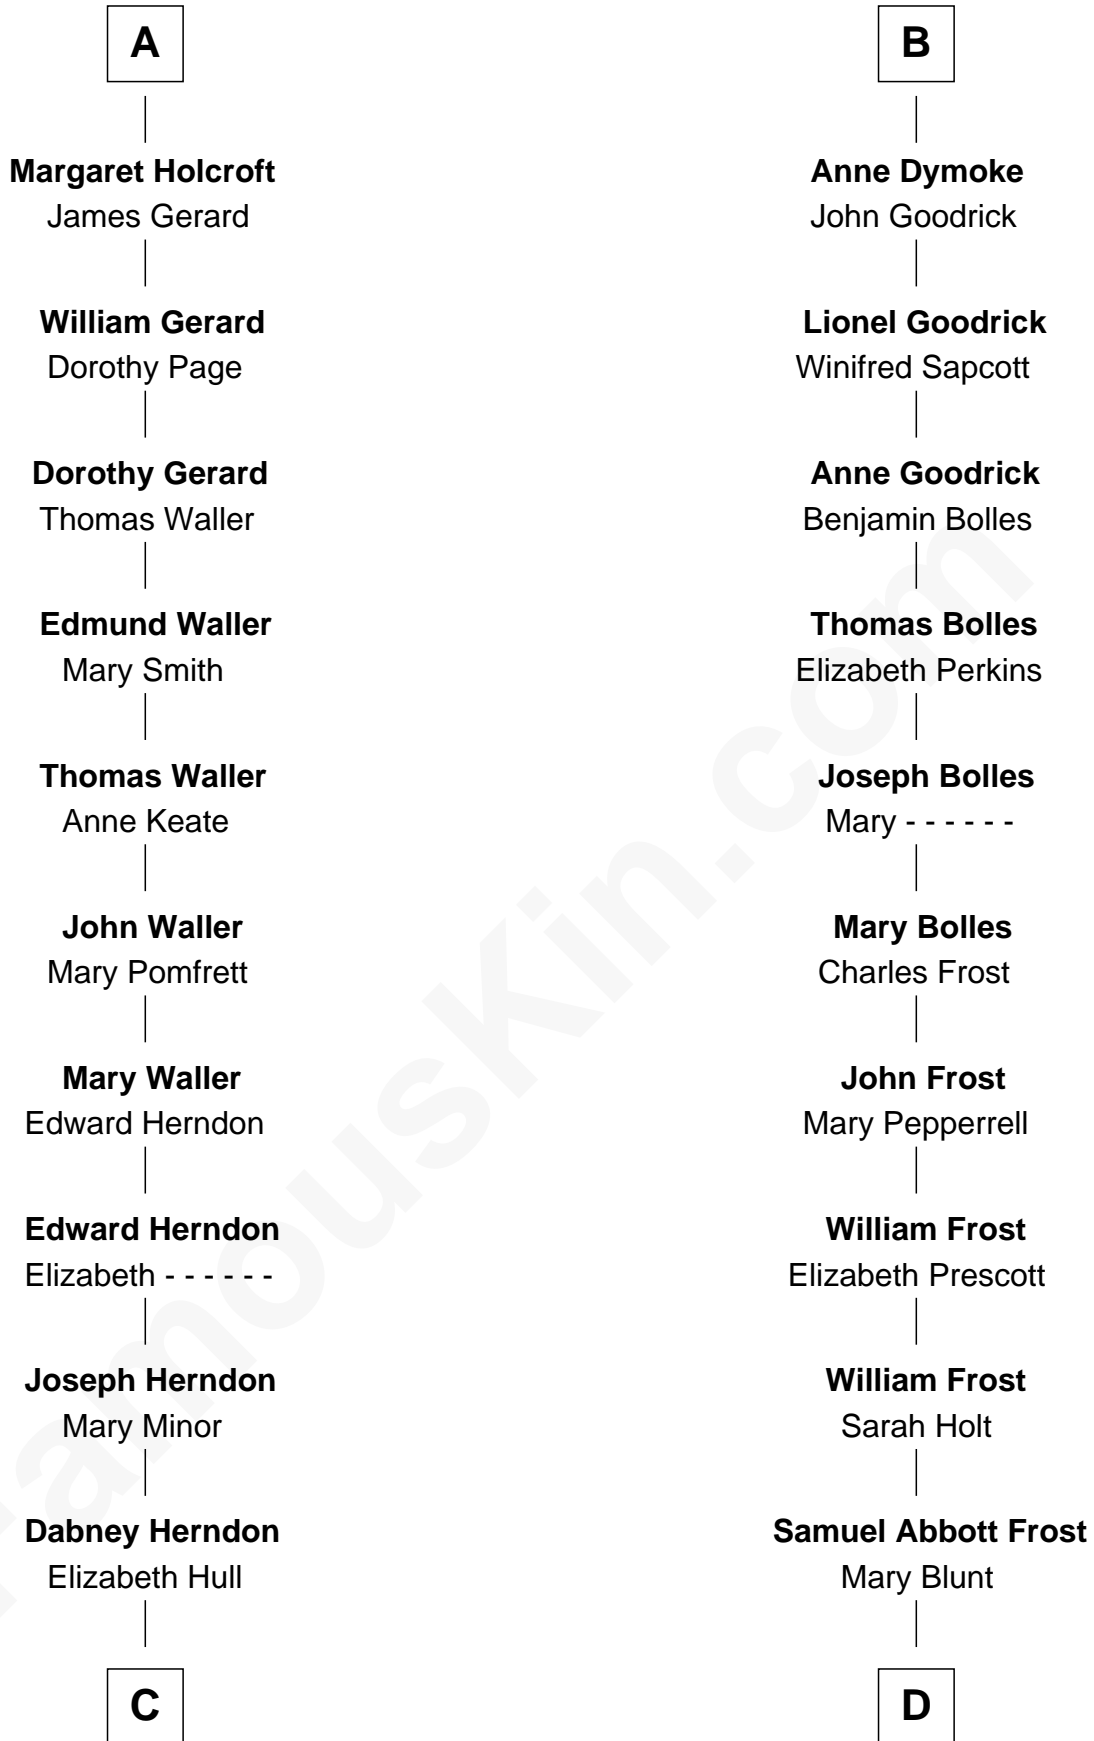 A
Margaret Holcroft
James Gerard
William Gerard
Dorothy Page
Dorothy Gerard
Thomas Waller
Edmund Waller
Mary Smith
Thomas Waller
Anne Keate
John Waller
Mary Pomfrett
Mary Waller
Edward Herndon
Edward Herndon
Elizabeth - - - - - -
Joseph Herndon
Mary Minor
Dabney Herndon
Elizabeth Hull
C
B
Anne Dymoke
John Goodrick
Lionel Goodrick
Winifred Sapcott
Anne Goodrick
Benjamin Bolles
Thomas Bolles
Elizabeth Perkins
Joseph Bolles
Mary - - - - - -
Mary Bolles
Charles Frost
John Frost
Mary Pepperrell
William Frost
Elizabeth Prescott
William Frost
Sarah Holt
Samuel Abbott Frost
Mary Blunt
D
FamousKin.com